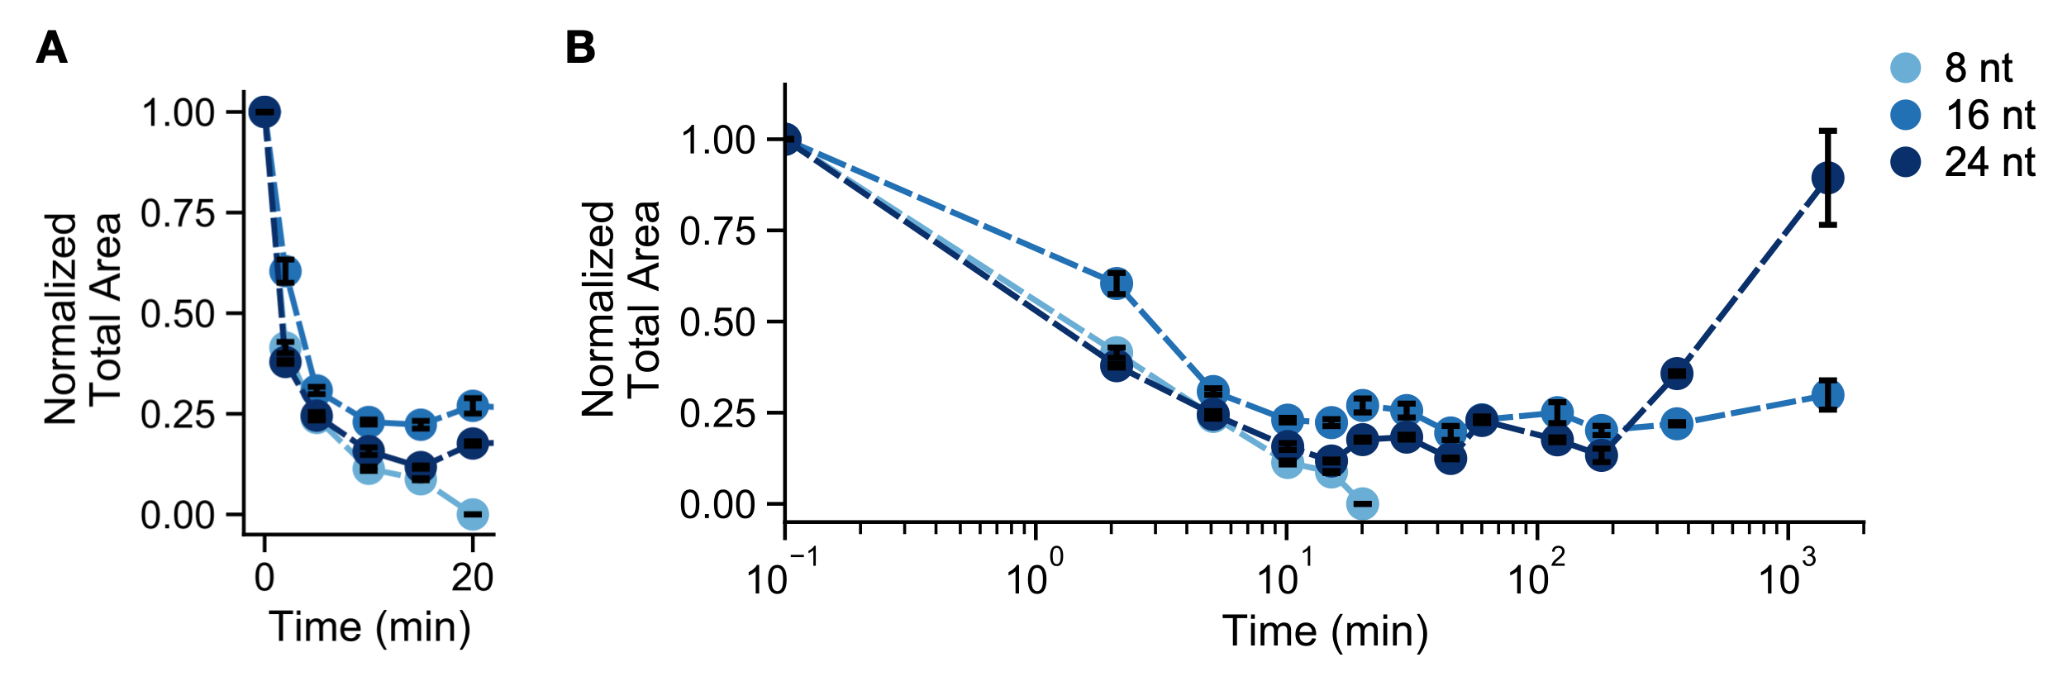 A
1.00
0.75
0.50
0.25
0.00
Normalized
Total Area
0
20
Time (min)
B
1.00
0.75
0.50
0.25
0.00
Normalized
Total Area
10⁻¹
10⁰
10¹
10²
10³
Time (min)
8 nt
16 nt
24 nt